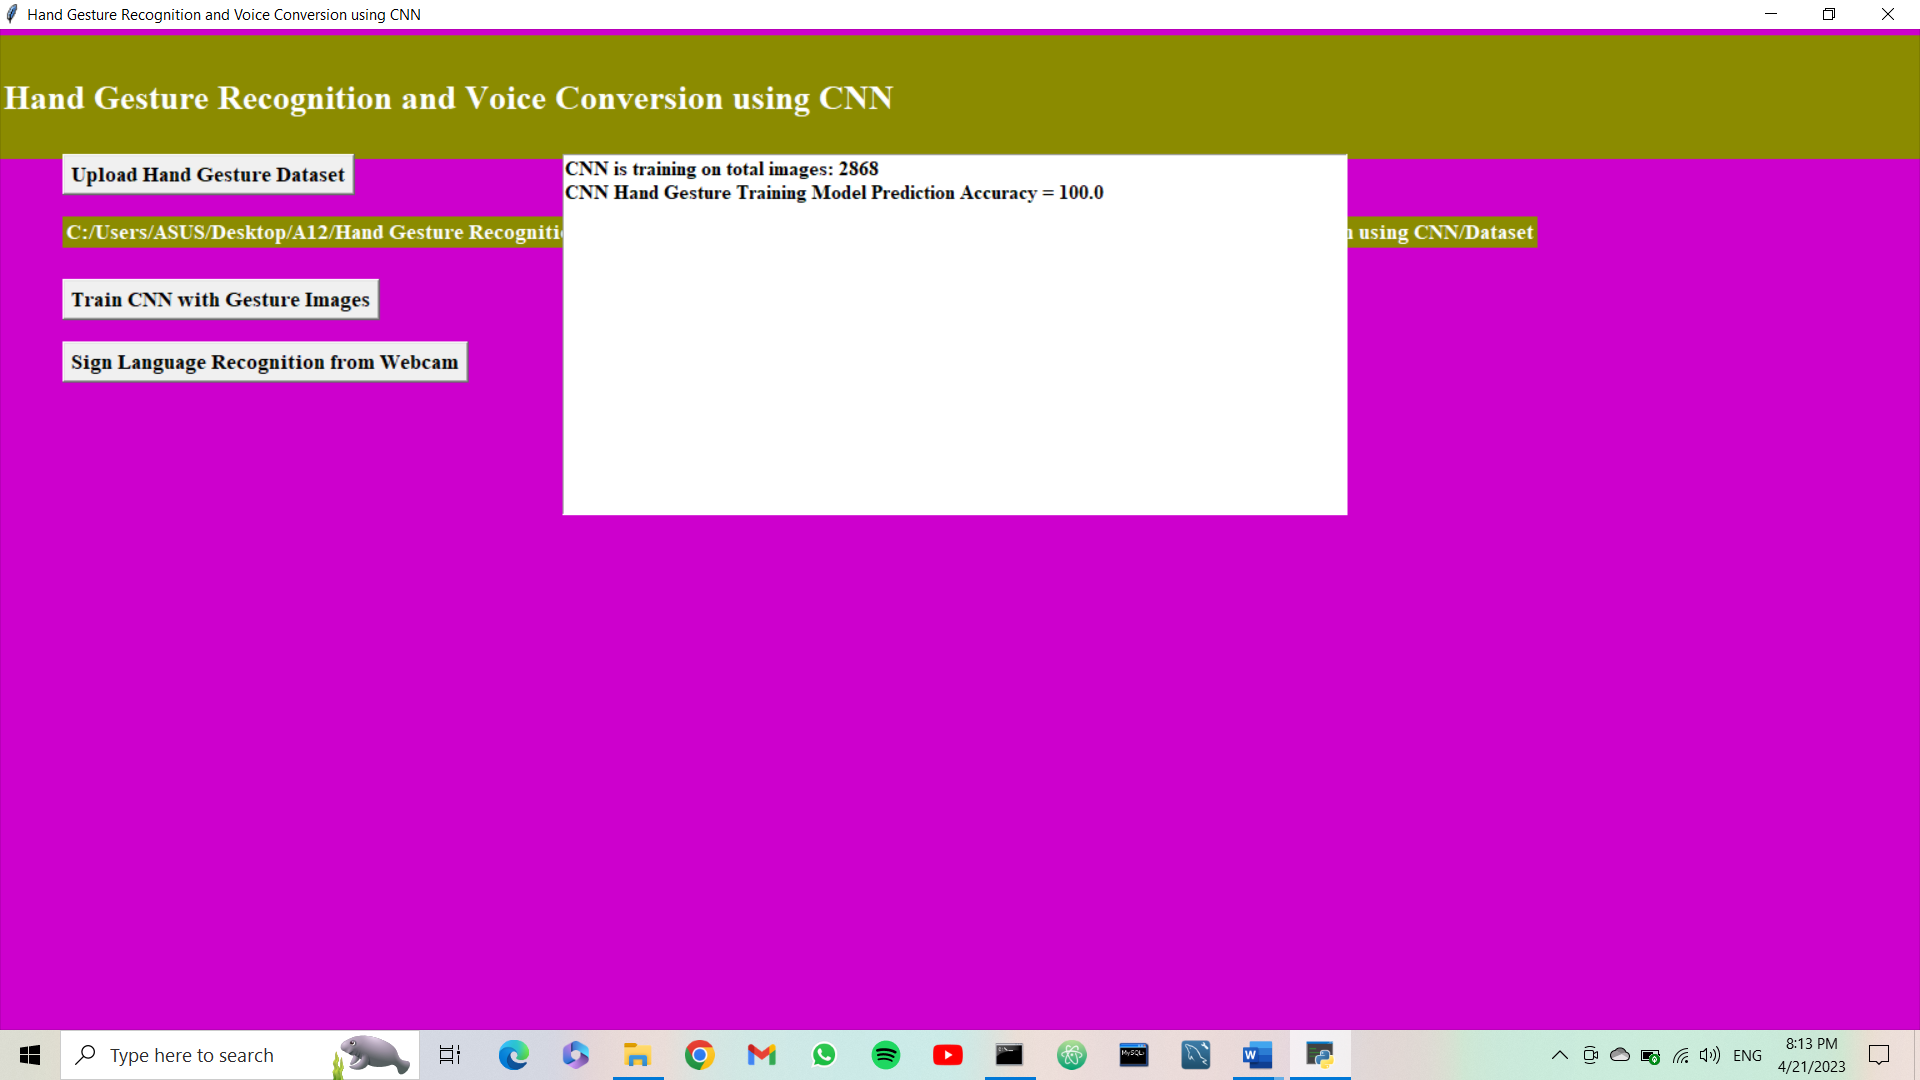 Hand Gesture Recognition and Voice Conversion using CNN
Hand Gesture Recognition and Voice Conversion using CNN
Upload Hand Gesture Dataset
CNN is training on total images: 2868
CNN Hand Gesture Training Model Prediction Accuracy = 100.0
C:/Users/ASUS/Desktop/A12/Hand Gesture using CNN/Dataset
Train CNN with Gesture Images
Sign Language Recognition from Webcam
Type here to search
MySQL
W
ENG
8:13 PM
4/21/2023